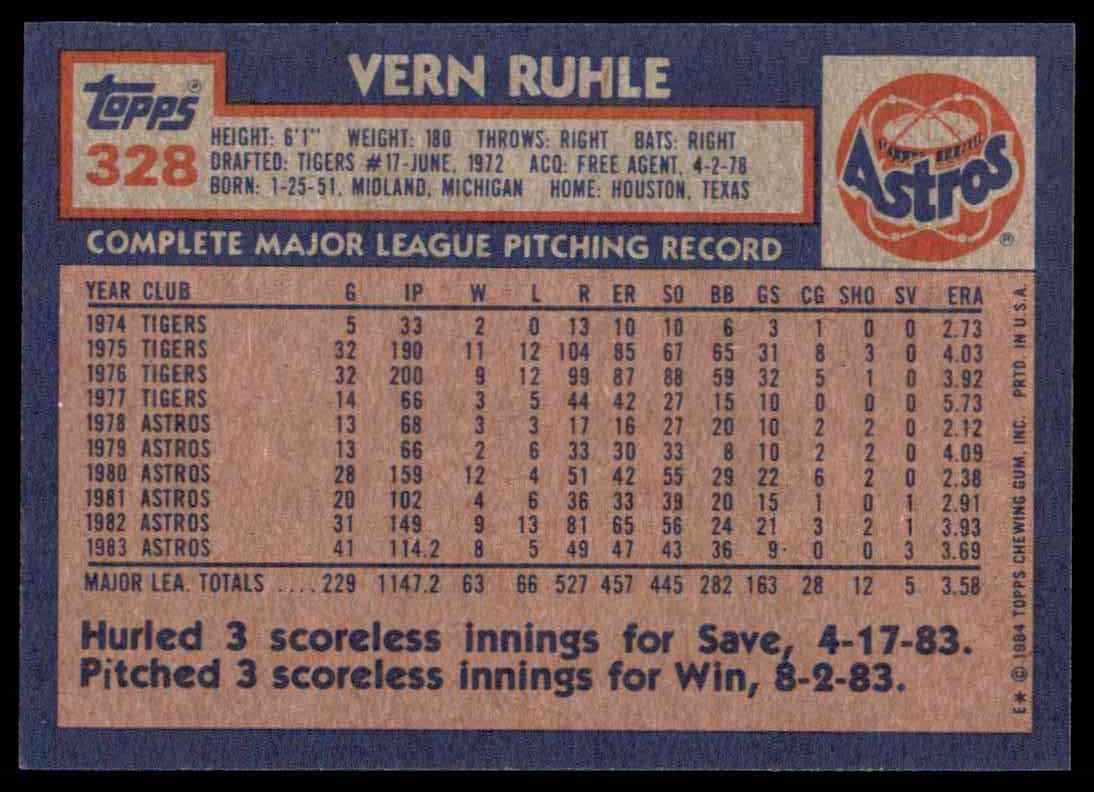 VERN RUHLE
Topps®
328
HEIGHT: 6'1" WEIGHT: 180 THROWS: RIGHT BATS: RIGHT
DRAFTED: TIGERS #17-JUNE, 1972 ACQ: FREE AGENT, 4-2-78
BORN: 1-25-51, MIDLAND, MICHIGAN HOME: HOUSTON, TEXAS
Astros
®
COMPLETE MAJOR LEAGUE PITCHING RECORD
YEAR CLUB G IP W L R ER SO BB GS CG SHO SV ERA
1974 TIGERS 5 33 2 0 13 10 10 6 3 1 0 0 2.73
1975 TIGERS 32 190 11 12 104 85 67 65 31 8 3 0 4.03
1976 TIGERS 32 200 9 12 99 87 88 59 32 5 1 0 3.92
1977 TIGERS 14 66 3 5 44 42 27 15 10 0 0 0 5.73
1978 ASTROS 13 68 3 3 17 16 27 20 10 2 2 0 2.12
1979 ASTROS 13 66 2 6 33 30 33 8 10 2 2 0 4.09
1980 ASTROS 28 159 12 4 51 42 55 29 22 6 2 0 2.38
1981 ASTROS 20 102 4 6 36 33 39 20 15 1 0 1 2.91
1982 ASTROS 31 149 9 13 81 65 56 24 21 3 2 1 3.93
1983 ASTROS 41 114.2 8 5 49 47 43 36 9 0 0 3 3.69
MAJOR LEA. TOTALS ....229 1147.2 63 66 527 457 445 282 163 28 12 5 3.58
Hurled 3 scoreless innings for Save, 4-17-83.
Pitched 3 scoreless innings for Win, 8-2-83.
E* © 1984 TOPPS CHEWING GUM, INC. PRTD. IN U.S.A.